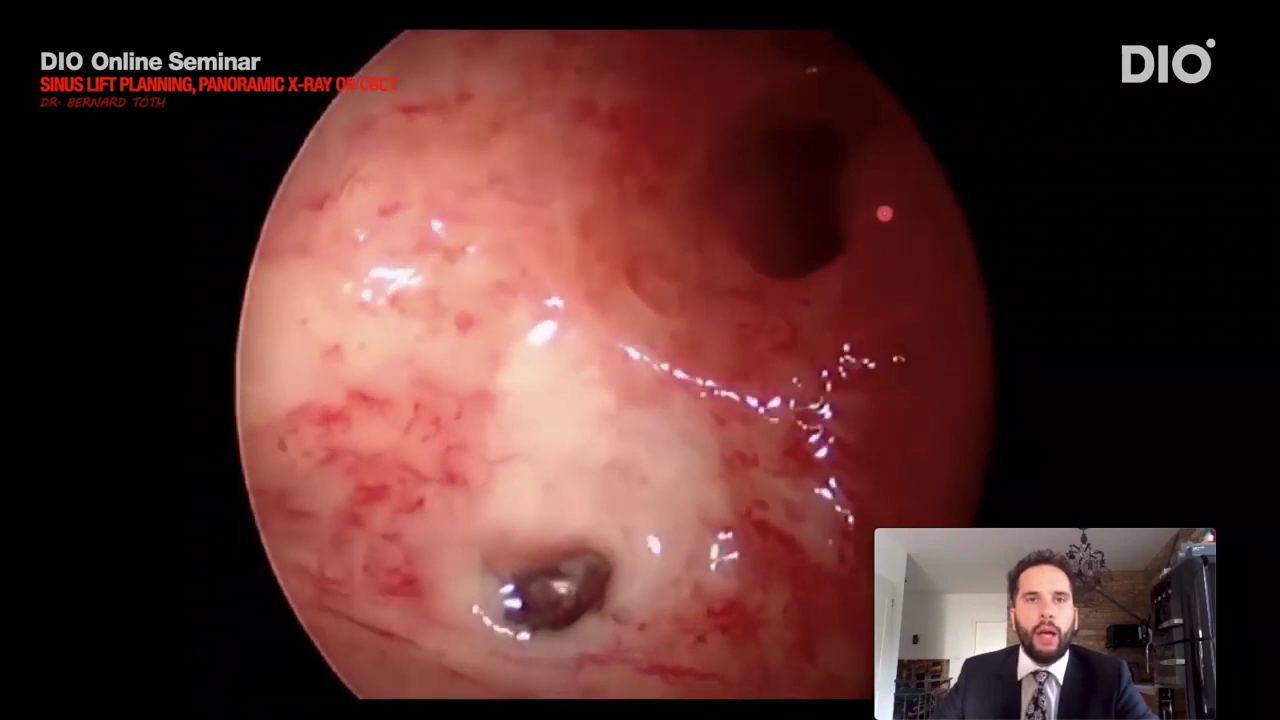 DIO Online Seminar
SINUS LIFT PLANNING, PANORAMIC X-RAY OR CBCT
DR. BERNARD TÓTH
DIO